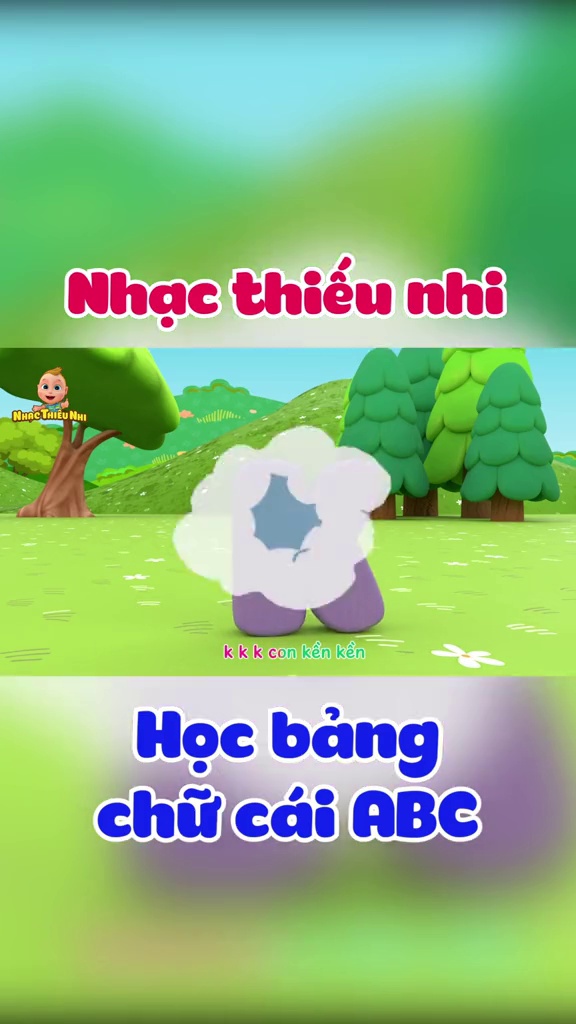 Nhạc thiếu nhi
NHẠC THIẾU NHI
k k k con kền kền
Học bảng
chữ cái ABC